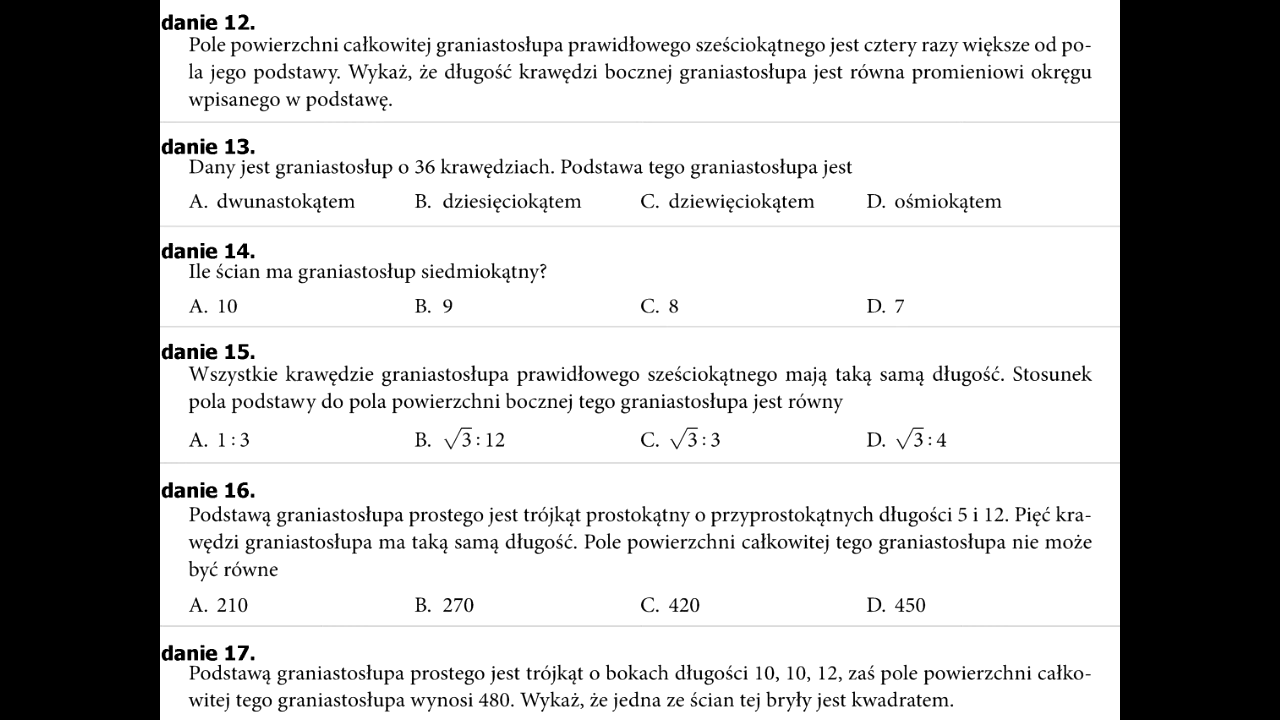 danie 12.
Pole powierzchni całkowitej graniastosłupa prawidłowego sześciokątnego jest cztery razy większe od po-
la jego podstawy. Wykaż, że długość krawędzi bocznej graniastosłupa jest równa promieniowi okręgu
wpisanego w podstawę.
danie 13.
Dany jest graniastosłup o 36 krawędziach. Podstawa tego graniastosłupa jest
A. dwunastokątem B. dziesięciokątem C. dziewięciokątem D. ośmiokątem
danie 14.
Ile ścian ma graniastosłup siedmiokątny?
A. 10 B. 9 C. 8 D. 7
danie 15.
Wszystkie krawędzie graniastosłupa prawidłowego sześciokątnego mają taką samą długość. Stosunek
pola podstawy do pola powierzchni bocznej tego graniastosłupa jest równy
A. 1 : 3 B. √3 : 12 C. √3 : 3 D. √3 : 4
danie 16.
Podstawą graniastosłupa prostego jest trójkąt prostokątny o przyprostokątnych długości 5 i 12. Pięć kra-
wędzi graniastosłupa ma taką samą długość. Pole powierzchni całkowitej tego graniastosłupa nie może
być równe
A. 210 B. 270 C. 420 D. 450
danie 17.
Podstawą graniastosłupa prostego jest trójkąt o bokach długości 10, 10, 12, zaś pole powierzchni całko-
witej tego graniastosłupa wynosi 480. Wykaż, że jedna ze ścian tej bryły jest kwadratem.